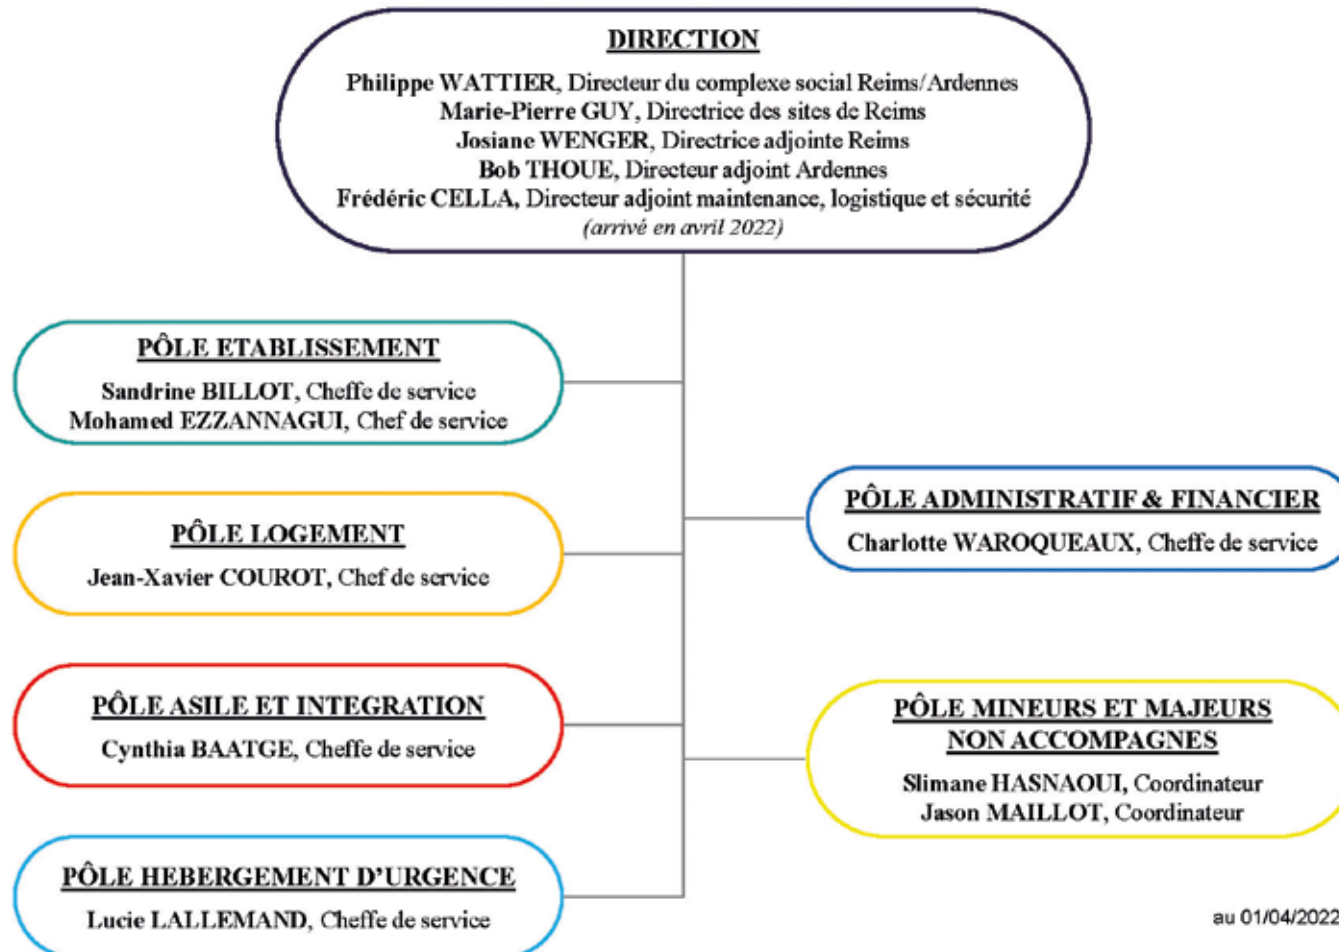 DIRECTION
Philippe WATTIER, Directeur du complexe social Reims/Ardennes
Marie-Pierre GUY, Directrice des sites de Reims
Josiane WENGER, Directrice adjointe Reims
Bob THOUE, Directeur adjoint Ardennes
Frédéric CELLA, Directeur adjoint maintenance, logistique et sécurité
(arrivé en avril 2022)
PÔLE ETABLISSEMENT
Sandrine BILLOT, Cheffe de service
Mohamed EZZANNAGUI, Chef de service
PÔLE LOGEMENT
Jean-Xavier COUROT, Chef de service
PÔLE ADMINISTRATIF & FINANCIER
Charlotte WAROQUEAUX, Cheffe de service
PÔLE ASILE ET INTEGRATION
Cynthia BAATGE, Cheffe de service
PÔLE MINEURS ET MAJEURS
NON ACCOMPAGNES
Slimane HASNAOUI, Coordinateur
Jason MAILLOT, Coordinateur
PÔLE HEBERGEMENT D'URGENCE
Lucie LALLEMAND, Cheffe de service
au 01/04/2022